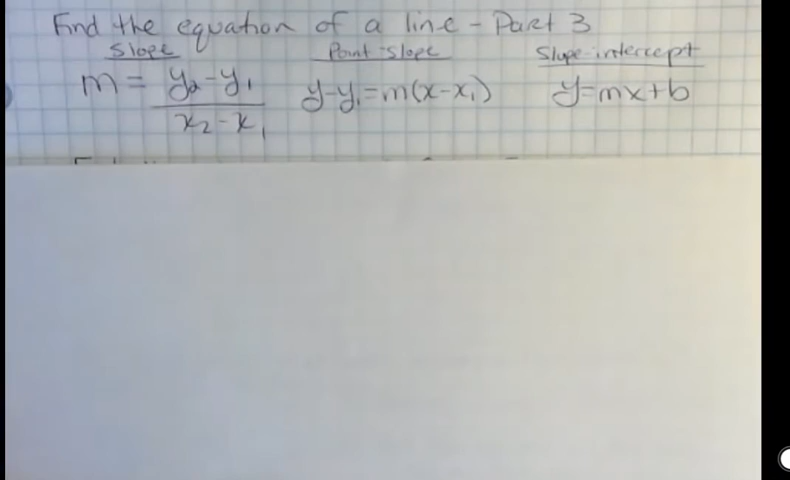 Find the equation of a line - Part 3
Slope Point-Slope Slope-intercept
m = y₂-y₁ / x₂-x₁ y-y₁=m(x-x₁) y=mx+b